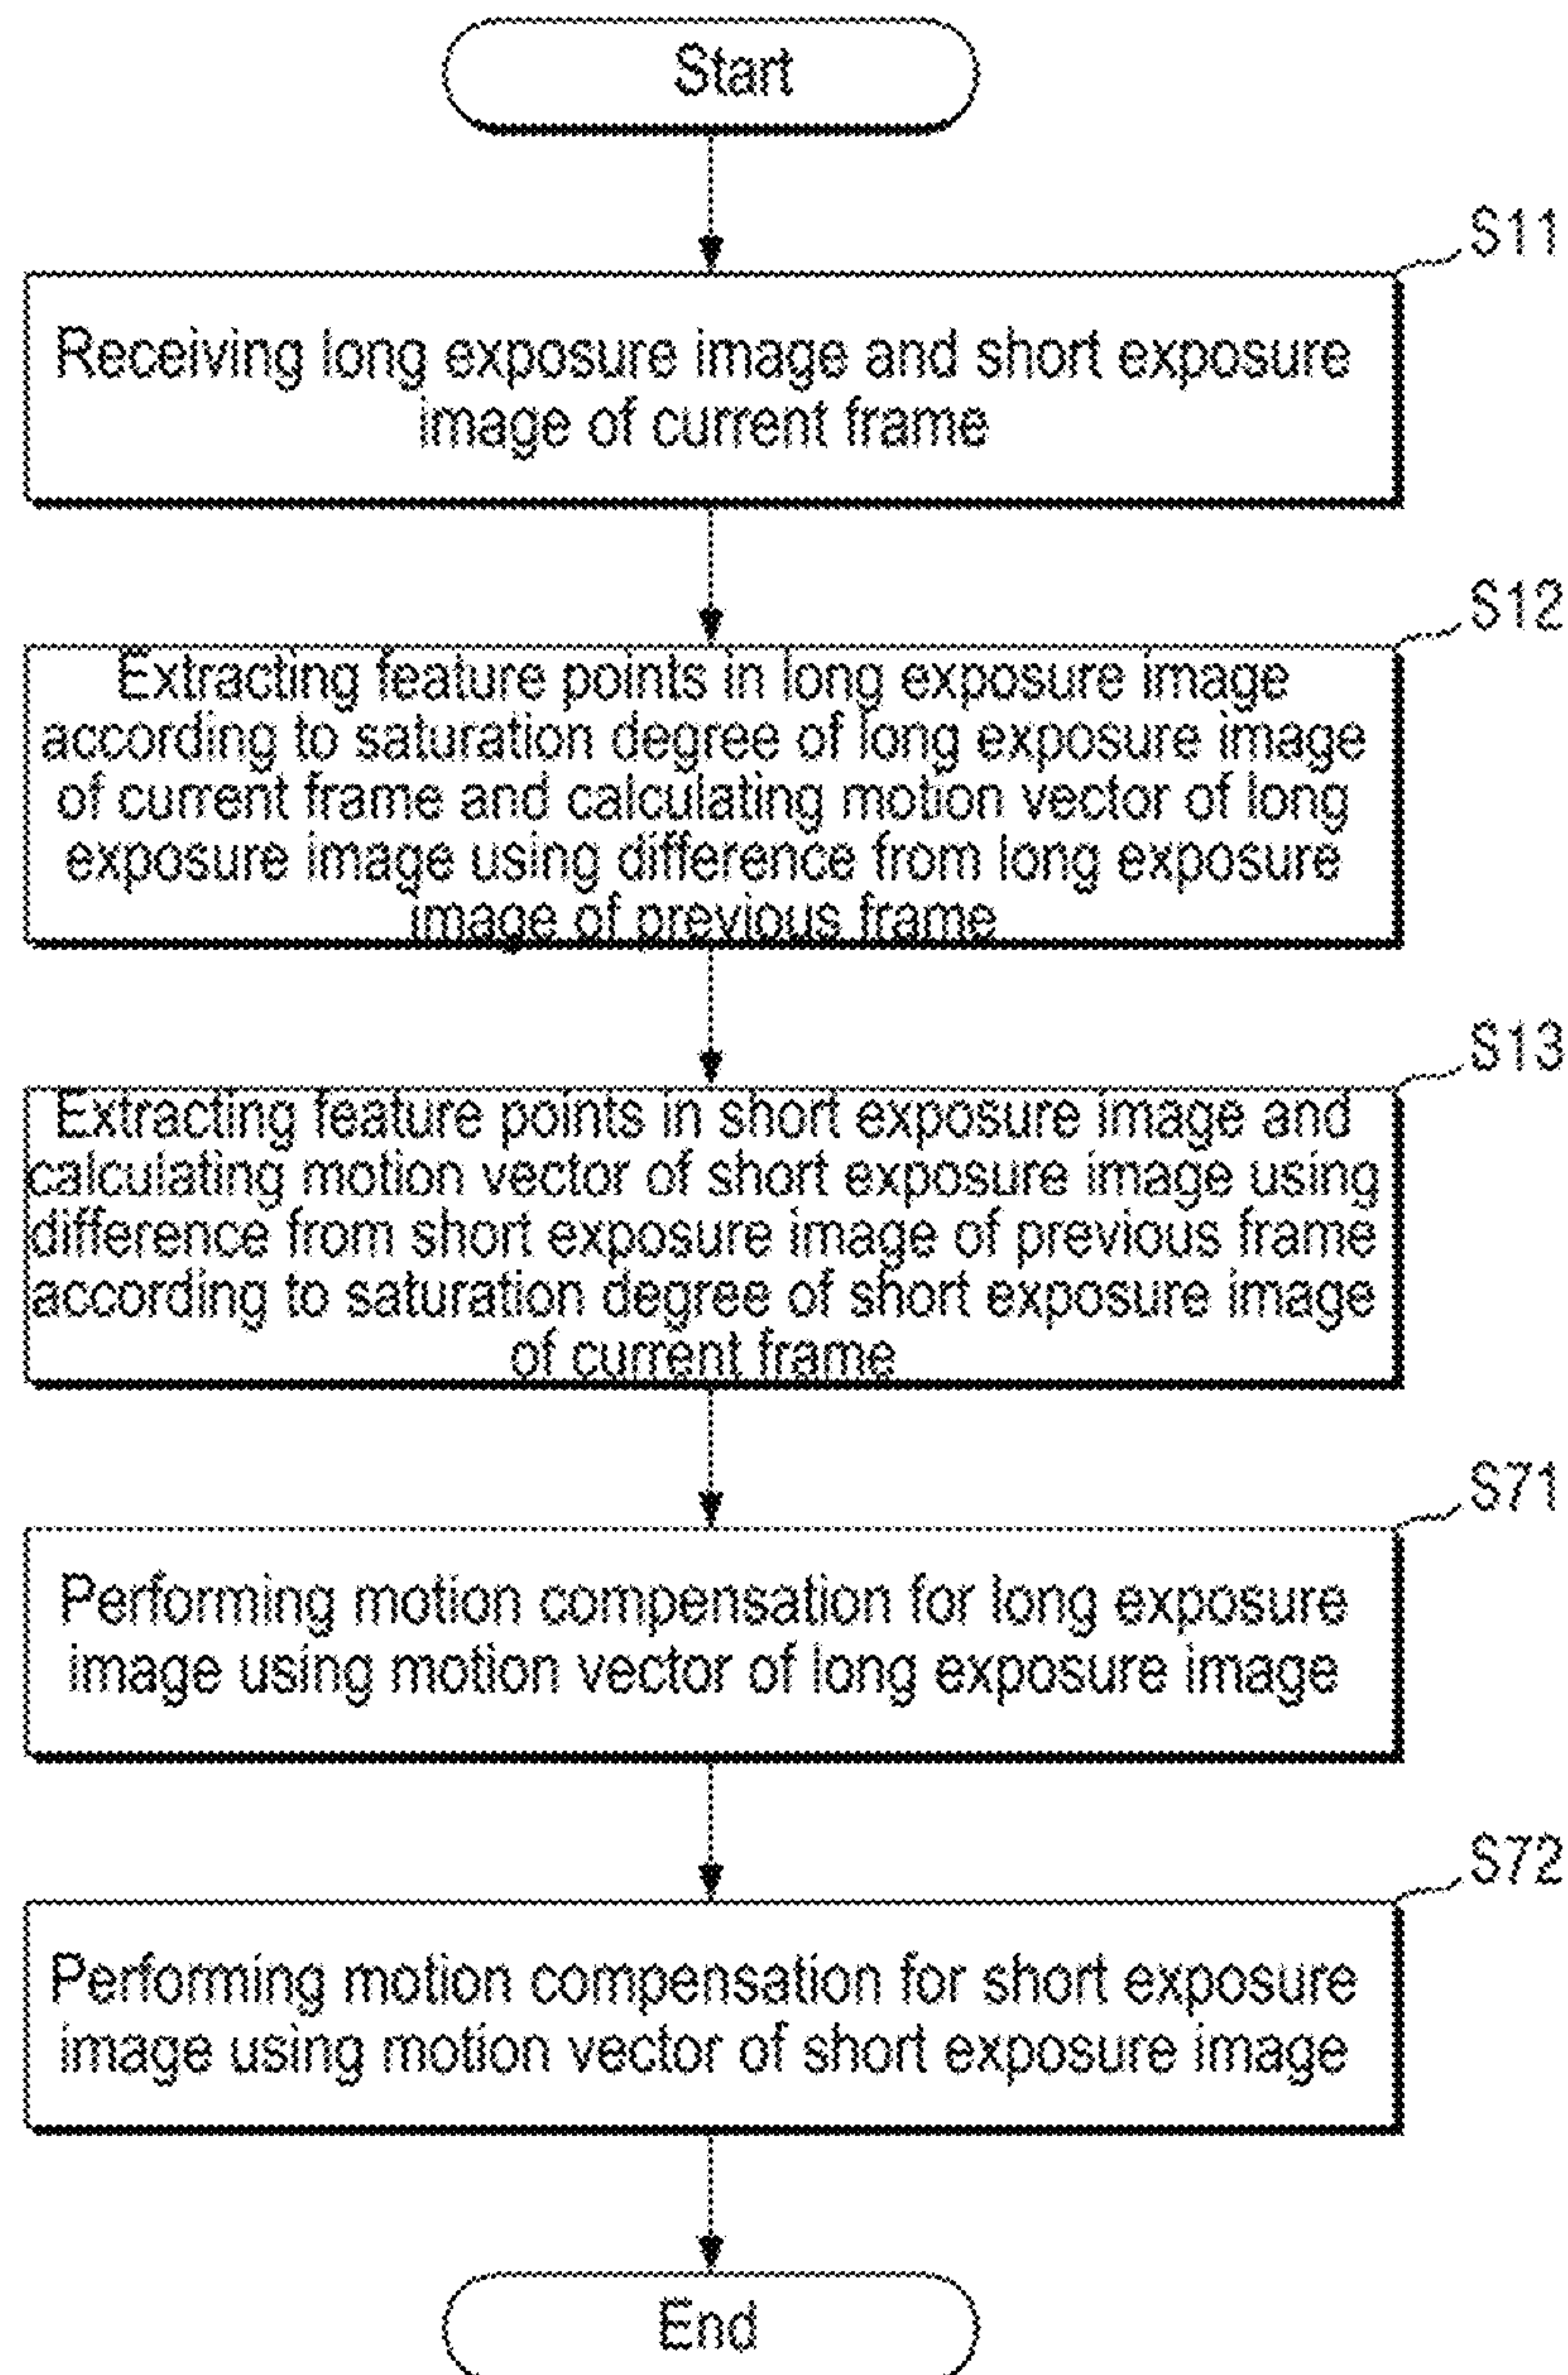 Start
S11
Receiving long exposure image and short exposure
image of current frame
S12
Extracting feature points in long exposure image
according to saturation degree of long exposure image
of current frame and calculating motion vector of long
exposure image using difference from long exposure
image of previous frame
S13
Extracting feature points in short exposure image and
calculating motion vector of short exposure image using
difference from short exposure image of previous frame
according to saturation degree of short exposure image
of current frame
S71
Performing motion compensation for long exposure
image using motion vector of long exposure image
S72
Performing motion compensation for short exposure
image using motion vector of short exposure image
End